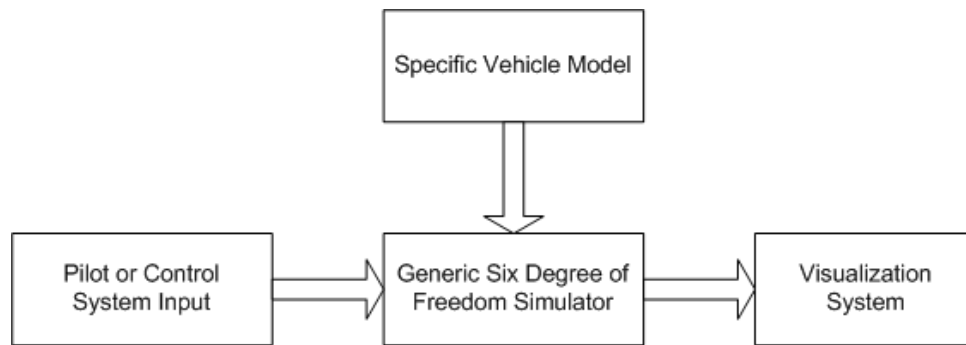 Specific Vehicle Model
Pilot or Control
System Input
Generic Six Degree of
Freedom Simulator
Visualization
System